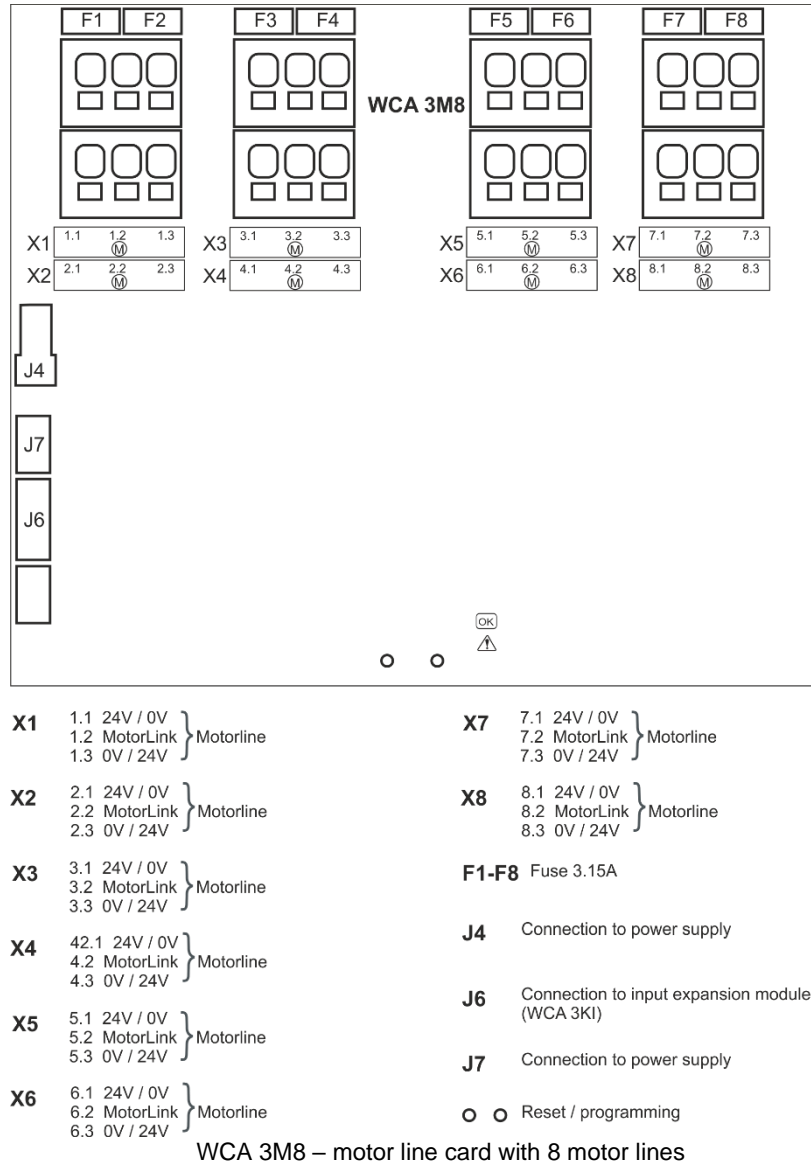 F1 F2 F3 F4 F5 F6 F7 F8
WCA 3M8
X1 1.1 1.2 1.3 X3 3.1 3.2 3.3 X5 5.1 5.2 5.3 X7 7.1 7.2 7.3
M M M M
X2 2.1 2.2 2.3 X4 4.1 4.2 4.3 X6 6.1 6.2 6.3 X8 8.1 8.2 8.3
M M M M
J4
J7
J6
OK
X1 1.1 24V / 0V
1.2 MotorLink Motorline
1.3 0V / 24V
X2 2.1 24V / 0V
2.2 MotorLink Motorline
2.3 0V / 24V
X3 3.1 24V / 0V
3.2 MotorLink Motorline
3.3 0V / 24V
X4 42.1 24V / 0V
4.2 MotorLink Motorline
4.3 0V / 24V
X5 5.1 24V / 0V
5.2 MotorLink Motorline
5.3 0V / 24V
X6 6.1 24V / 0V
6.2 MotorLink Motorline
6.3 0V / 24V
X7 7.1 24V / 0V
7.2 MotorLink Motorline
7.3 0V / 24V
X8 8.1 24V / 0V
8.2 MotorLink Motorline
8.3 0V / 24V
F1-F8 Fuse 3.15A
J4 Connection to power supply
J6 Connection to input expansion module
(WCA 3KI)
J7 Connection to power supply
Reset / programming
WCA 3M8 – motor line card with 8 motor lines